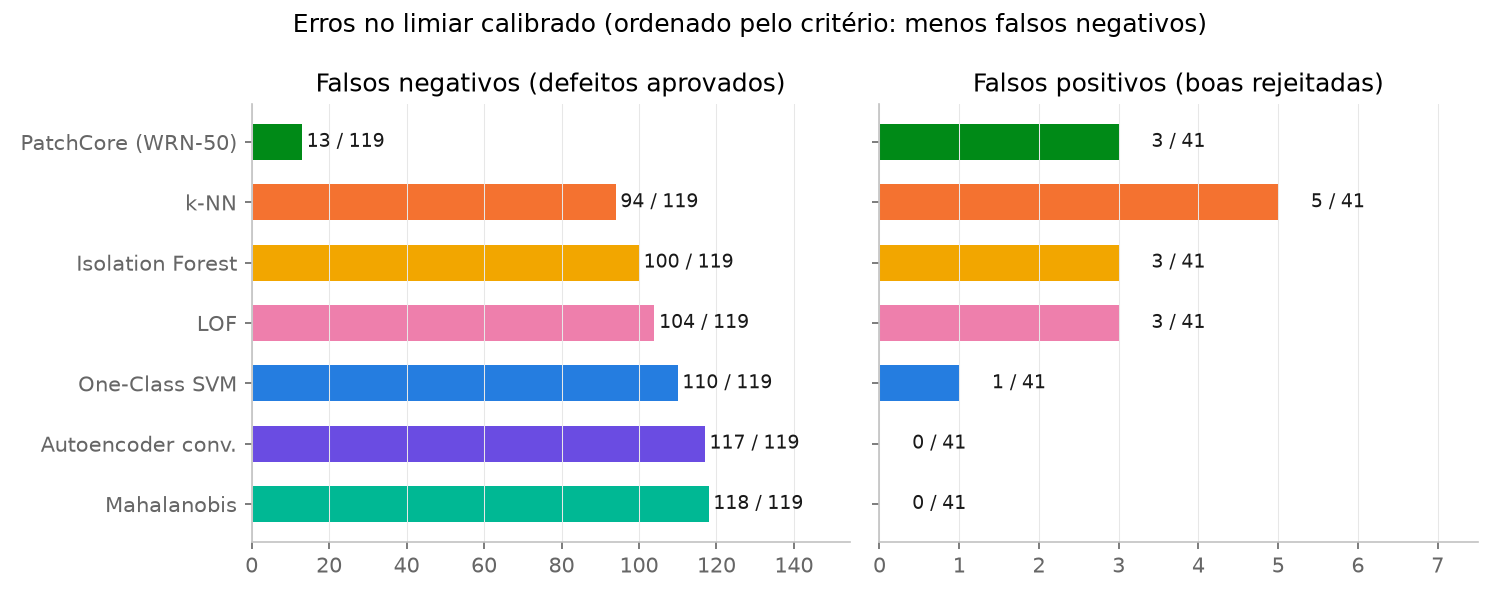 Erros no limiar calibrado (ordenado pelo critério: menos falsos negativos)
Falsos negativos (defeitos aprovados)
PatchCore (WRN-50)
13 / 119
k-NN
94 / 119
Isolation Forest
100 / 119
LOF
104 / 119
One-Class SVM
110 / 119
Autoencoder conv.
117 / 119
Mahalanobis
118 / 119
0 20 40 60 80 100 120 140
Falsos positivos (boas rejeitadas)
3 / 41
5 / 41
3 / 41
3 / 41
1 / 41
0 / 41
0 / 41
0 1 2 3 4 5 6 7